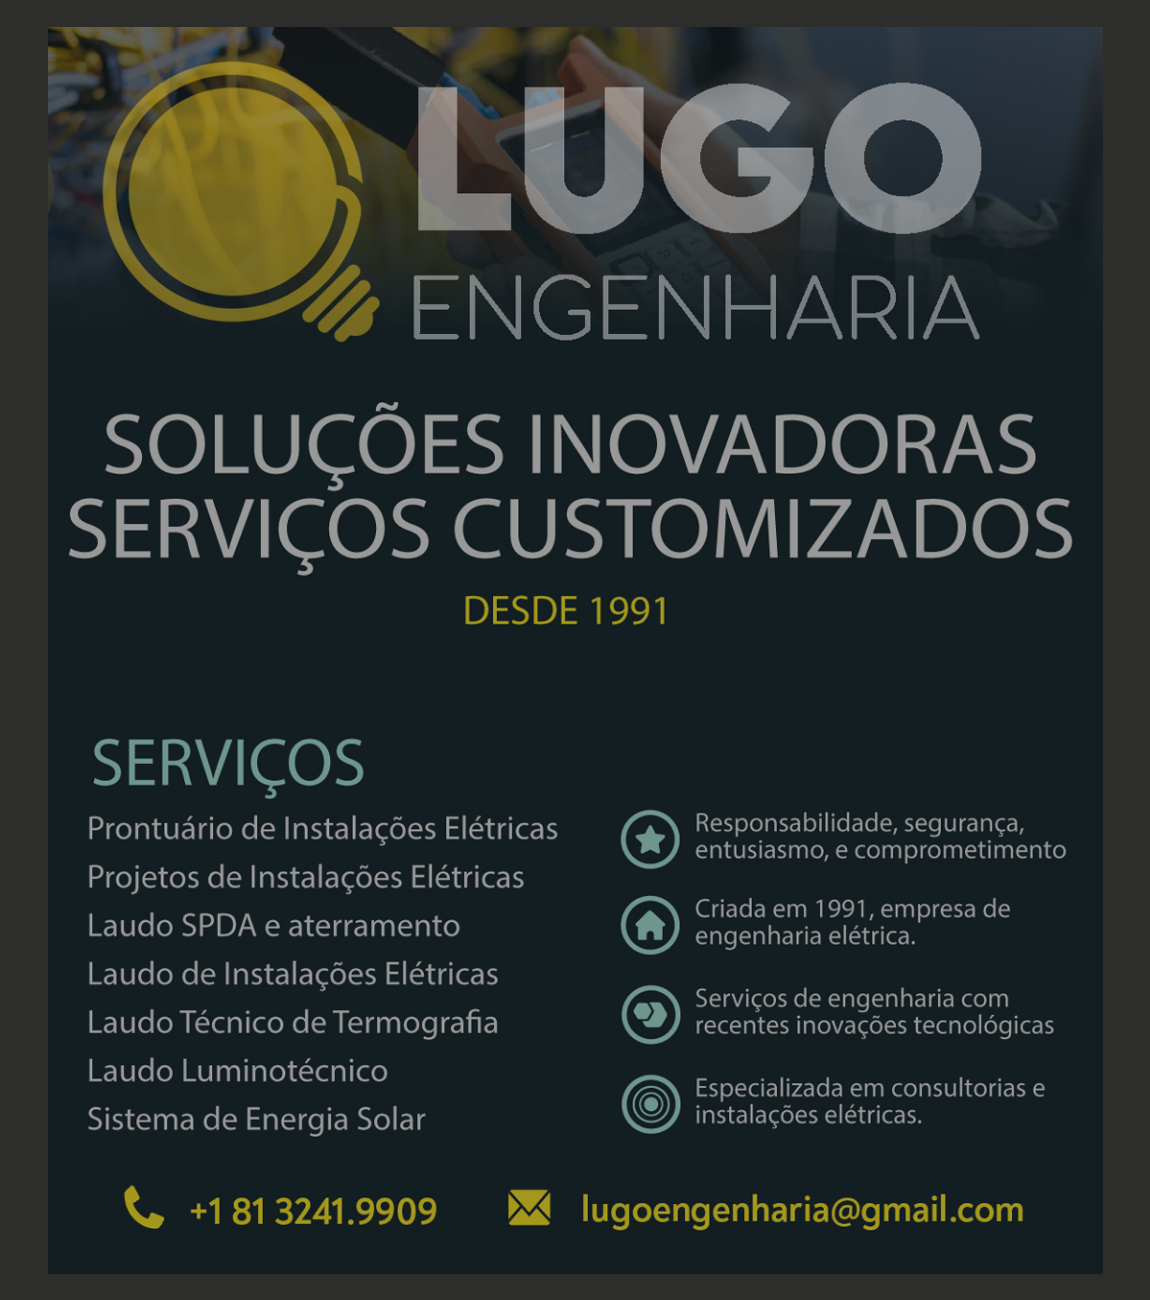 LUGO
ENGENHARIA
SOLUÇÕES INOVADORAS
SERVIÇOS CUSTOMIZADOS
DESDE 1991
SERVIÇOS
Prontuário de Instalações Elétricas
Projetos de Instalações Elétricas
Laudo SPDA e aterramento
Laudo de Instalações Elétricas
Laudo Técnico de Termografia
Laudo Luminotécnico
Sistema de Energia Solar
Responsabilidade, segurança,
entusiasmo, e comprometimento
Criada em 1991, empresa de
engenharia elétrica.
Serviços de engenharia com
recentes inovações tecnológicas
Especializada em consultorias e
instalações elétricas.
+1 81 3241.9909
lugoengenharia@gmail.com